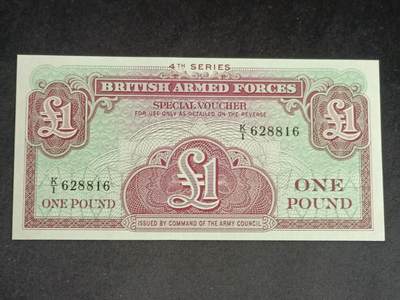 4TH SERIES
BRITISH ARMED FORCES
SPECIAL VOUCHER
FOR USE ONLY AS DETAILED ON THE REVERSE
£1
£1
K/1 628816
£1
K/1 628816
ONE POUND
ONE
POUND
ISSUED BY COMMAND OF THE ARMY COUNCIL